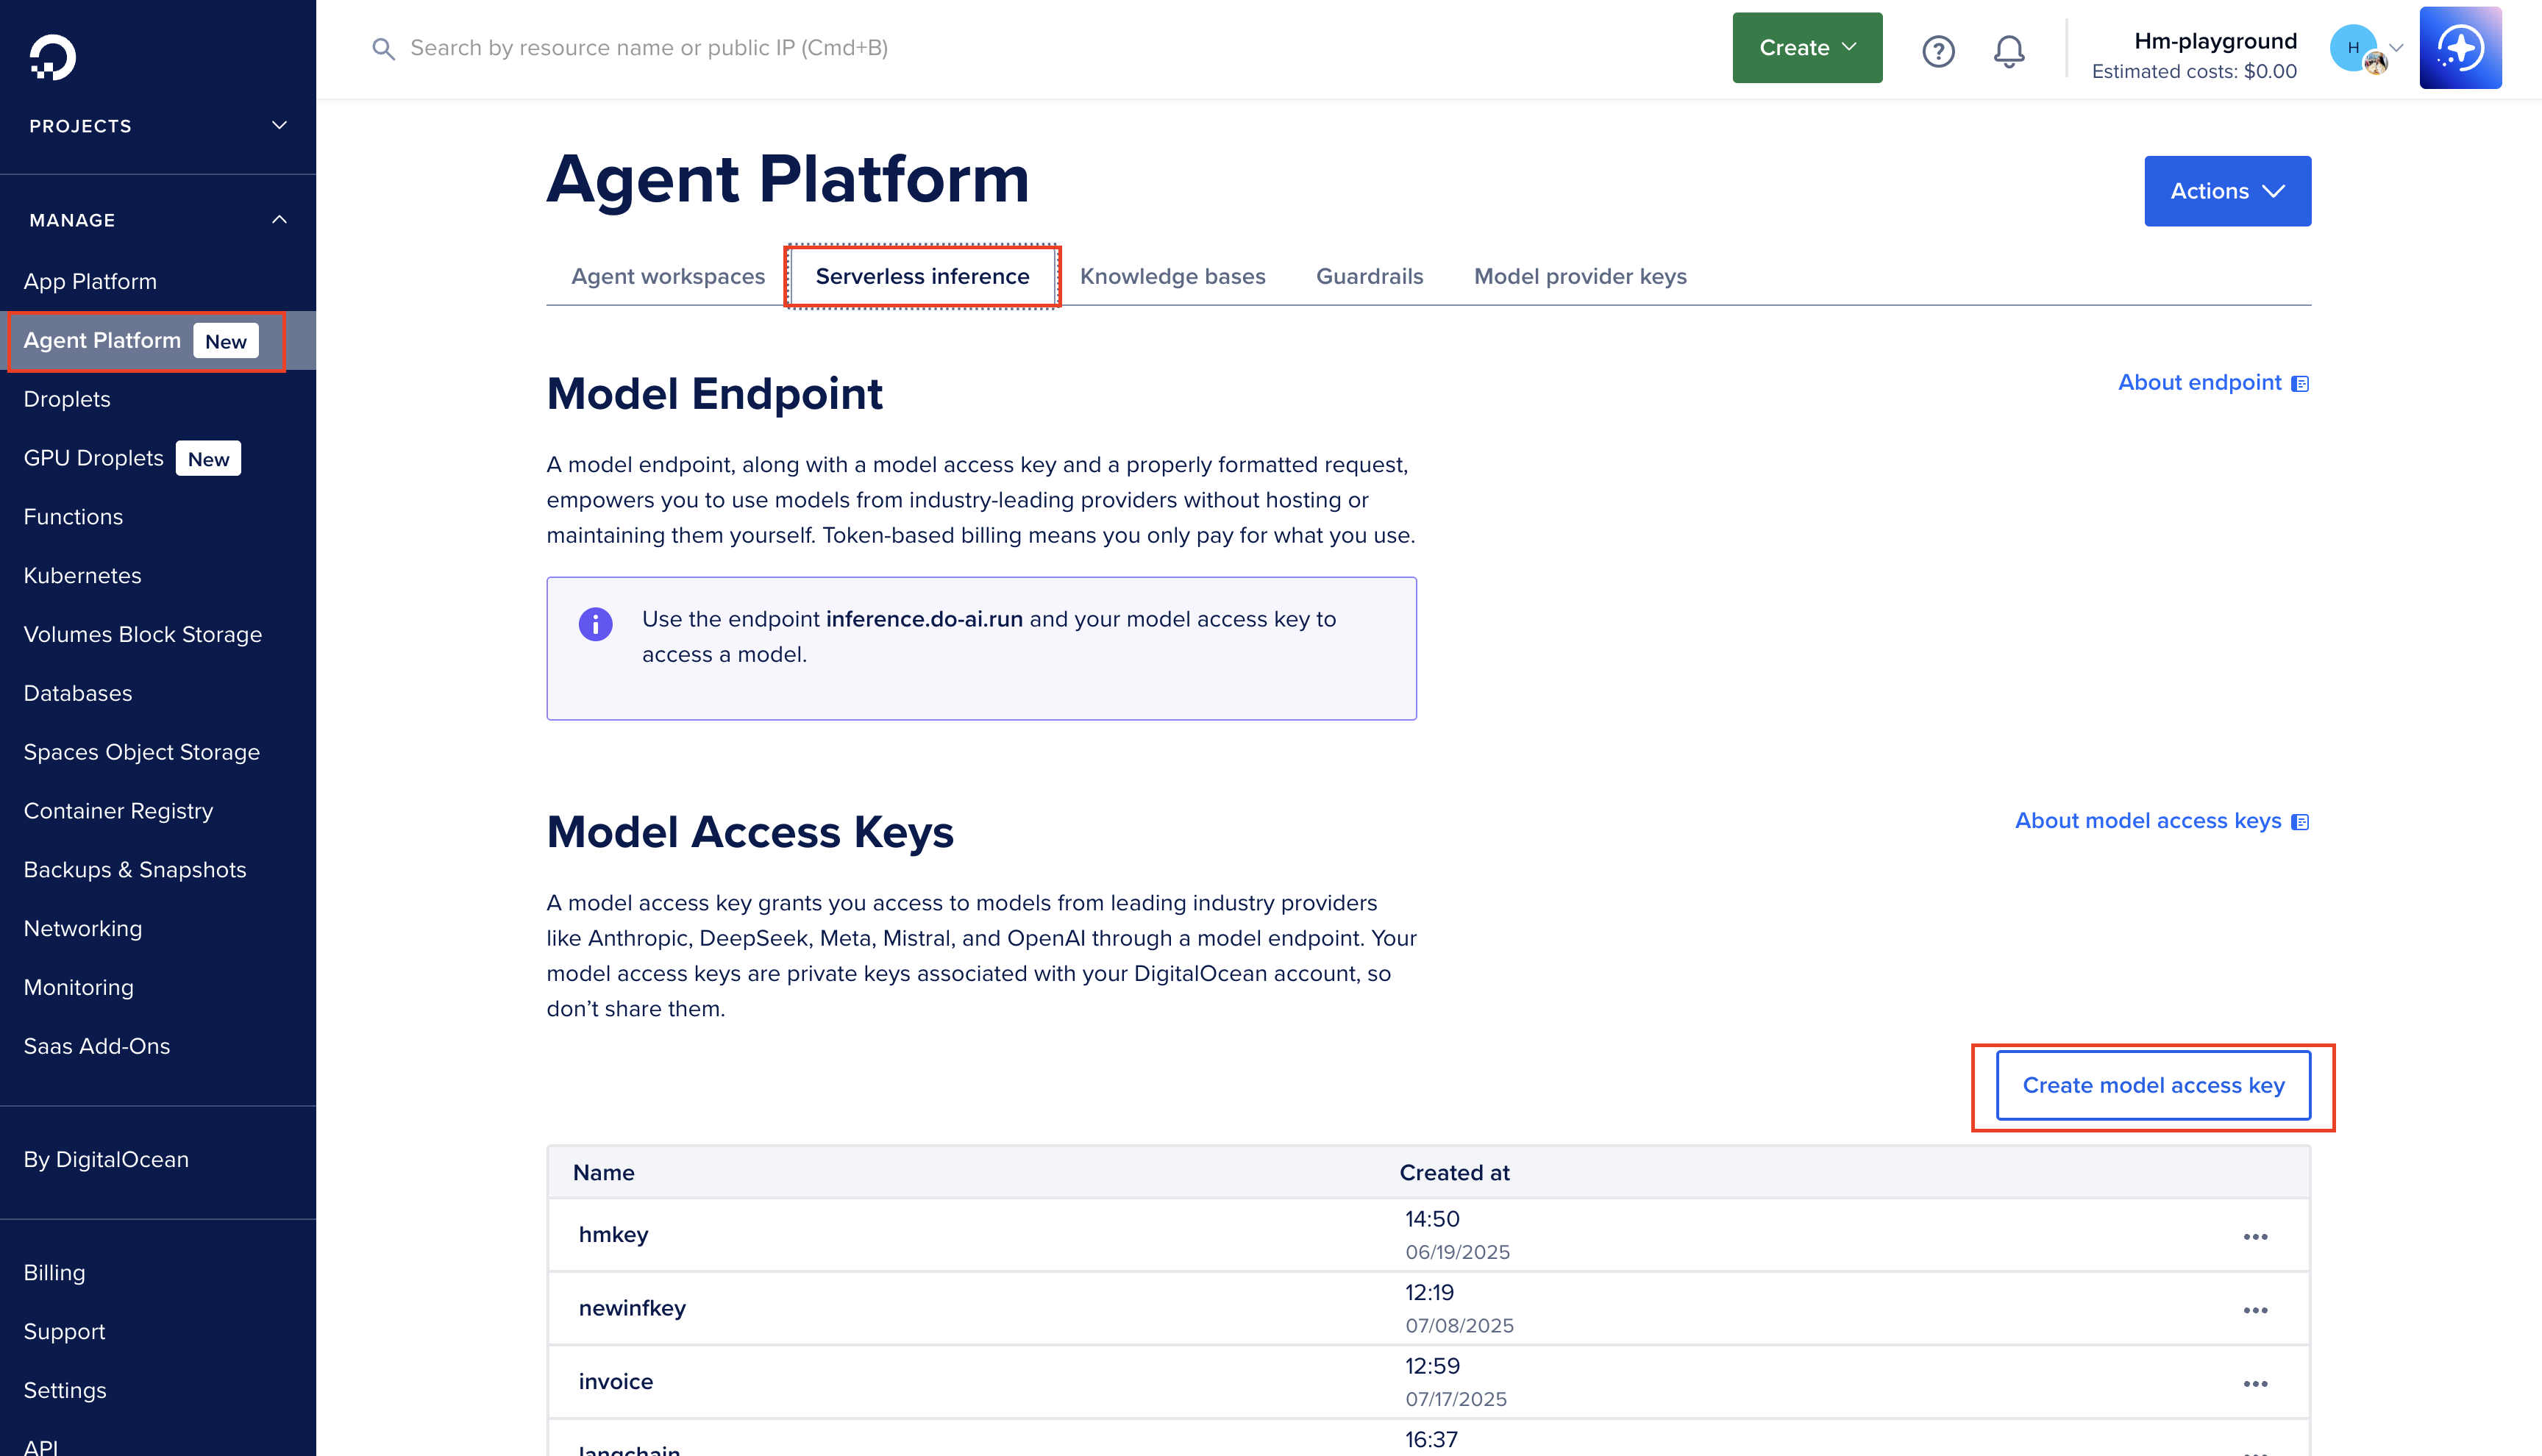 Search by resource name or public IP (Cmd+B)
Create
Hm-playground
Estimated costs: $0.00
H
PROJECTS
MANAGE
App Platform
Agent Platform New
Droplets
GPU Droplets New
Functions
Kubernetes
Volumes Block Storage
Databases
Spaces Object Storage
Container Registry
Backups & Snapshots
Networking
Monitoring
Saas Add-Ons
By DigitalOcean
Billing
Support
Settings
API
Agent Platform
Actions
Agent workspaces Serverless inference Knowledge bases Guardrails Model provider keys
Model Endpoint
About endpoint
A model endpoint, along with a model access key and a properly formatted request,
empowers you to use models from industry-leading providers without hosting or
maintaining them yourself. Token-based billing means you only pay for what you use.
Use the endpoint inference.do-ai.run and your model access key to
access a model.
Model Access Keys
About model access keys
A model access key grants you access to models from leading industry providers
like Anthropic, DeepSeek, Meta, Mistral, and OpenAI through a model endpoint. Your
model access keys are private keys associated with your DigitalOcean account, so
don’t share them.
Create model access key
Name Created at
hmkey 14:50
06/19/2025
newinfkey 12:19
07/08/2025
invoice 12:59
07/17/2025
langchain 16:37